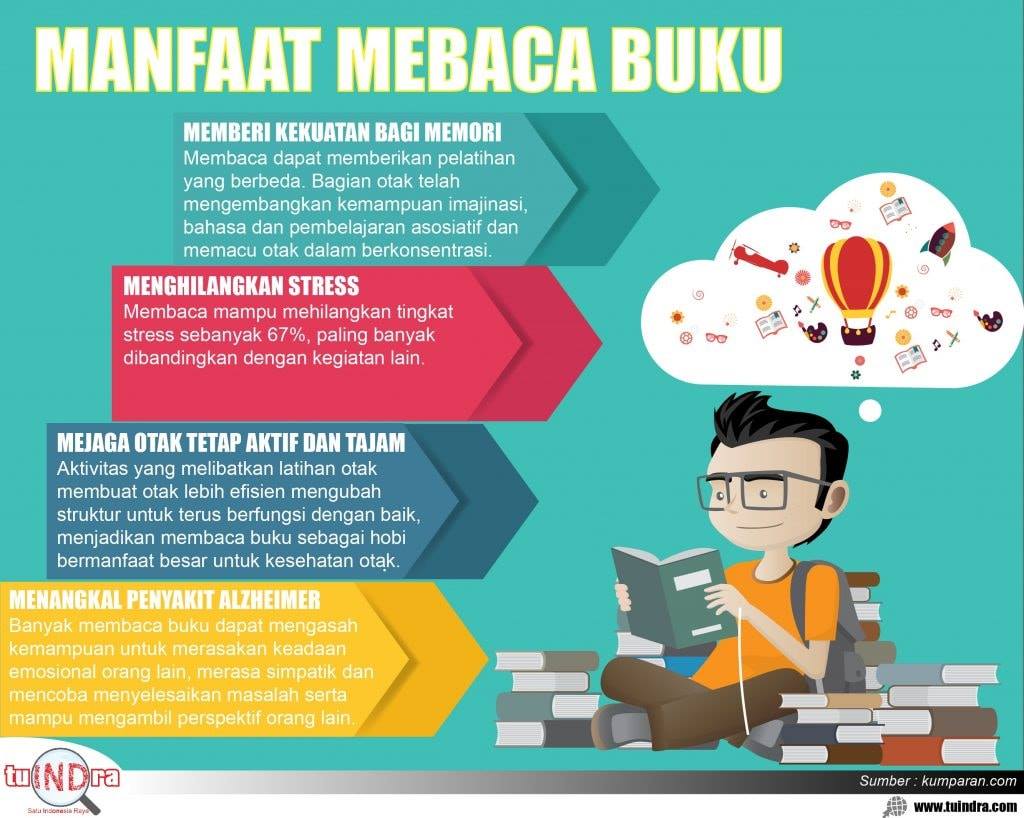 MANFAAT MEBACA BUKU
MEMBERI KEKUATAN BAGI MEMORI
Membaca dapat memberikan pelatihan
yang berbeda. Bagian otak telah
mengembangkan kemampuan imajinasi,
bahasa dan pembelajaran asosiatif dan
memacu otak dalam berkonsentrasi.
MENGHILANGKAN STRESS
Membaca mampu mehilangkan tingkat
stress sebanyak 67%, paling banyak
dibandingkan dengan kegiatan lain.
MEJAGA OTAK TETAP AKTIF DAN TAJAM
Aktivitas yang melibatkan latihan otak
membuat otak lebih efisien mengubah
struktur untuk terus berfungsi dengan baik,
menjadikan membaca buku sebagai hobi
bermanfaat besar untuk kesehatan otak.
MENANGKAL PENYAKIT ALZHEIMER
Banyak membaca buku dapat mengasah
kemampuan untuk merasakan keadaan
emosional orang lain, merasa simpatik dan
mencoba menyelesaikan masalah serta
mampu mengambil perspektif orang lain.
tuINDra
Satu Indonesia Raya
Sumber : kumparan.com
www.tuindra.com